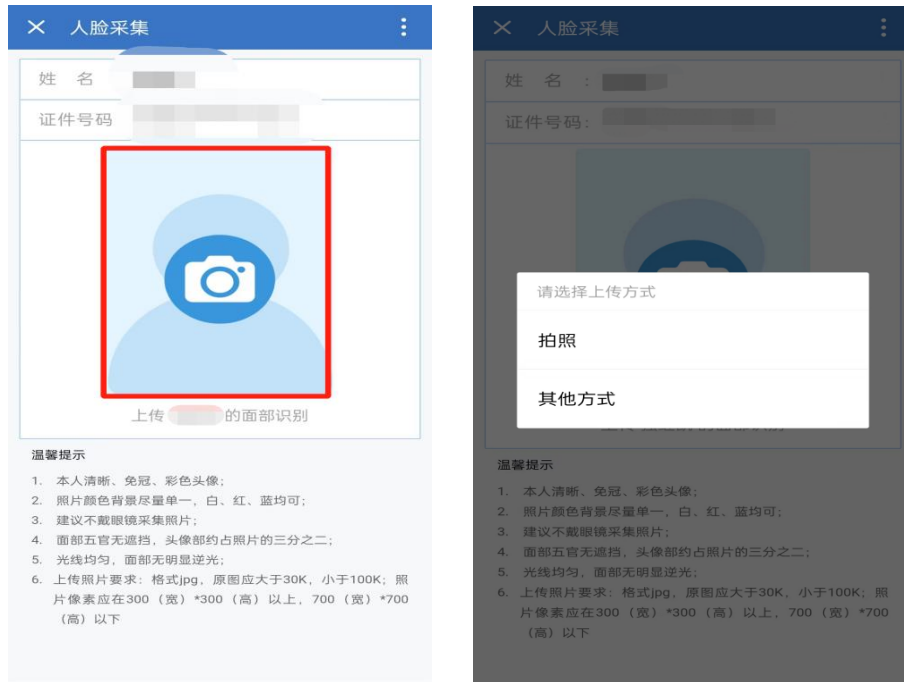 人脸采集
姓 名
证件号码
上传 的面部识别
温馨提示
1. 本人清晰、免冠、彩色头像;
2. 照片颜色背景尽量单一，白、红、蓝均可;
3. 建议不戴眼镜采集照片;
4. 面部五官无遮挡，头像部约占照片的三分之二;
5. 光线均匀，面部无明显逆光;
6. 上传照片要求：格式jpg，原图应大于30K，小于100K；照
片像素应在300（宽）*300（高）以上，700（宽）*700
（高）以下
人脸采集
姓 名 :
证件号码:
请选择上传方式
拍照
其他方式
温馨提示
1. 本人清晰、免冠、彩色头像;
2. 照片颜色背景尽量单一，白、红、蓝均可;
3. 建议不戴眼镜采集照片;
4. 面部五官无遮挡，头像部约占照片的三分之二;
5. 光线均匀，面部无明显逆光;
6. 上传照片要求：格式jpg，原图应大于30K，小于100K；照
片像素应在300（宽）*300（高）以上，700（宽）*700
（高）以下